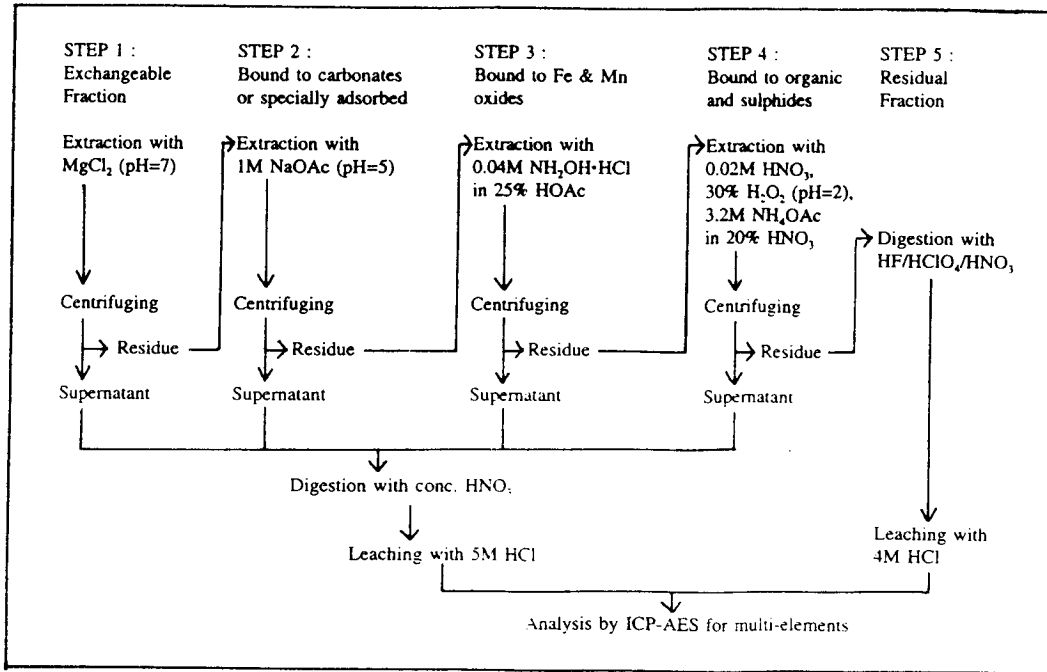 STEP 1 :
Exchangeable
Fraction
Extraction with
MgCl₂ (pH=7)
Centrifuging
Residue
Supernatant
STEP 2 :
Bound to carbonates
or specially adsorbed
Extraction with
1M NaOAc (pH=5)
Centrifuging
Residue
Supernatant
STEP 3 :
Bound to Fe & Mn
oxides
Extraction with
0.04M NH₂OH·HCl
in 25% HOAc
Centrifuging
Residue
Supernatant
STEP 4 :
Bound to organic
and sulphides
Extraction with
0.02M HNO₃,
30% H₂O₂ (pH=2),
3.2M NH₄OAc
in 20% HNO₃
Centrifuging
Residue
Supernatant
STEP 5 :
Residual
Fraction
Digestion with
HF/HClO₄/HNO₃
Digestion with conc. HNO₃
Leaching with 5M HCl
Leaching with
4M HCl
Analysis by ICP-AES for multi-elements